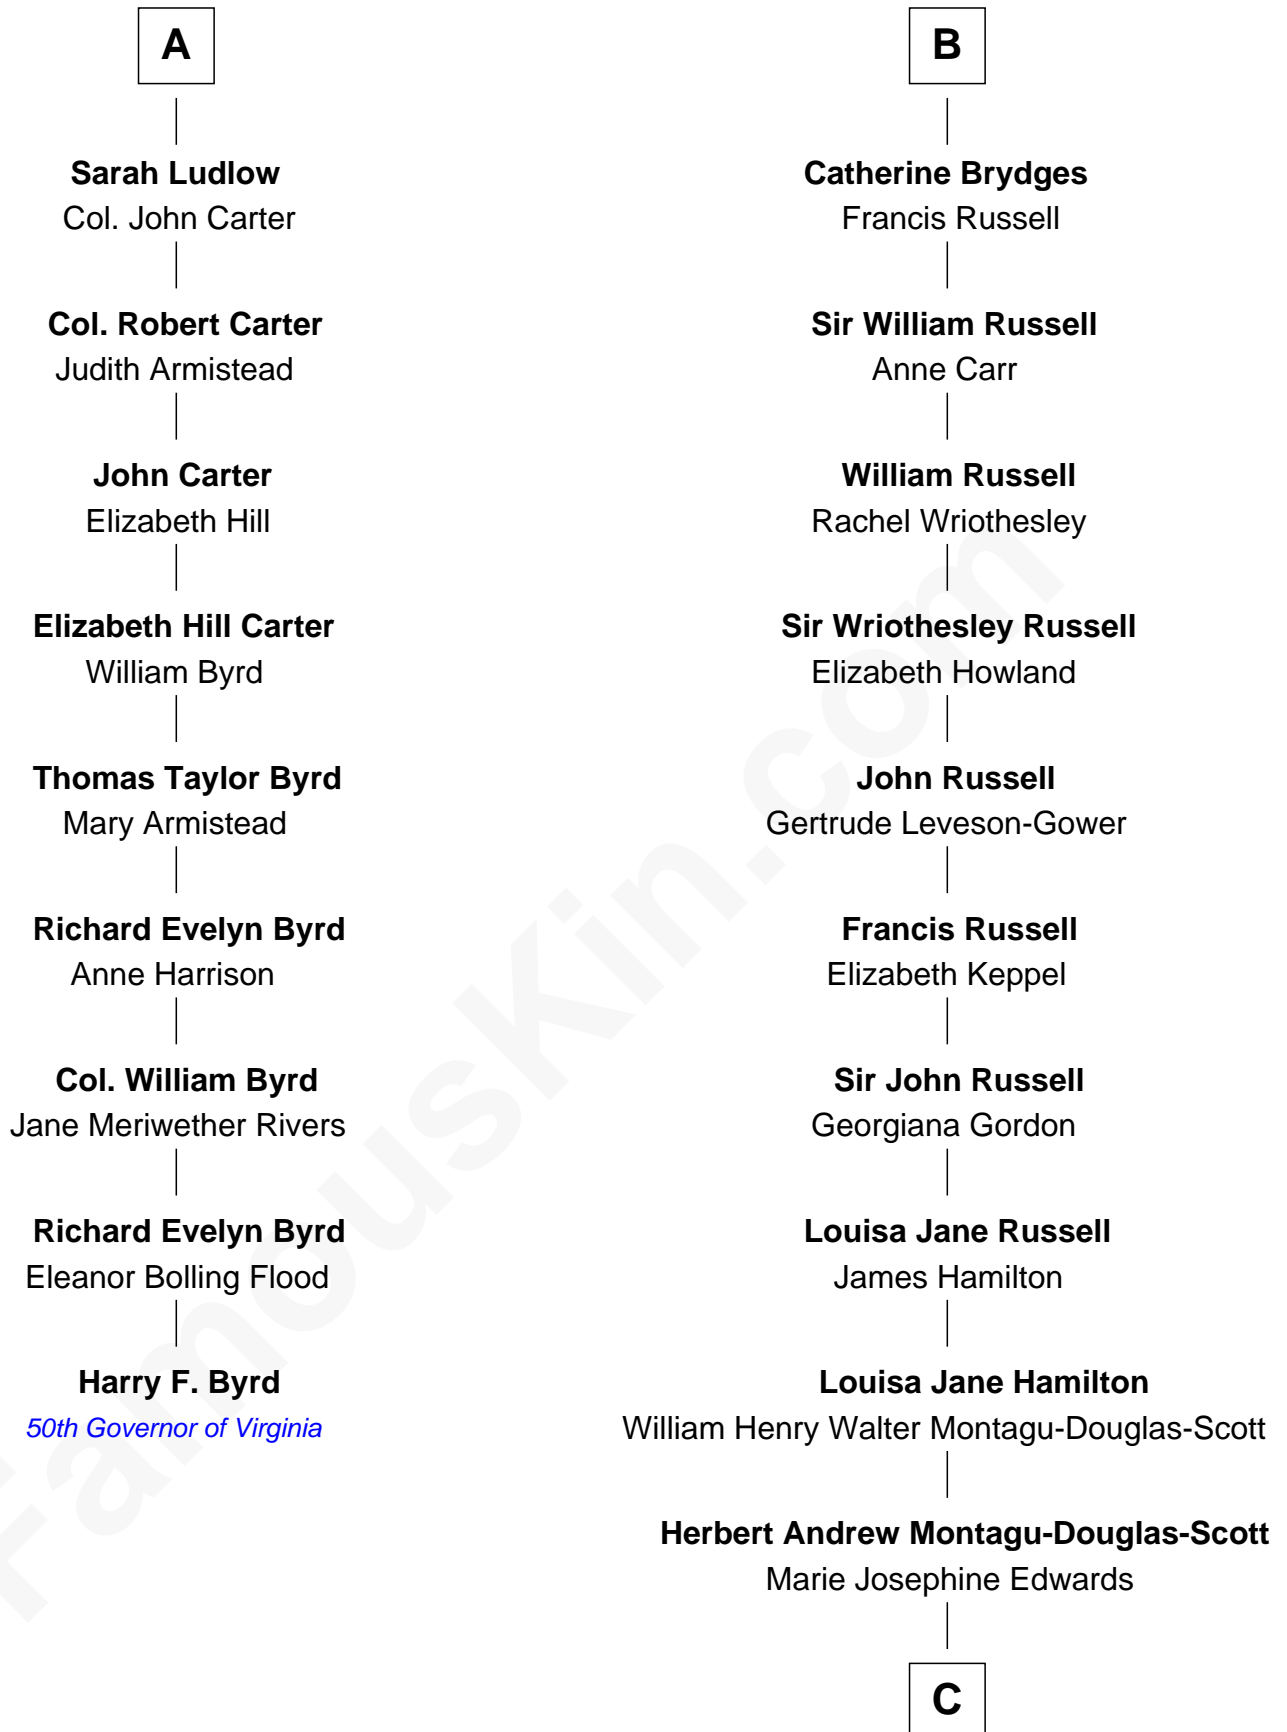 A
Sarah Ludlow
Col. John Carter
Col. Robert Carter
Judith Armistead
John Carter
Elizabeth Hill
Elizabeth Hill Carter
William Byrd
Thomas Taylor Byrd
Mary Armistead
Richard Evelyn Byrd
Anne Harrison
Col. William Byrd
Jane Meriwether Rivers
Richard Evelyn Byrd
Eleanor Bolling Flood
Harry F. Byrd
50th Governor of Virginia
B
Catherine Brydges
Francis Russell
Sir William Russell
Anne Carr
William Russell
Rachel Wriothesley
Sir Wriothesley Russell
Elizabeth Howland
John Russell
Gertrude Leveson-Gower
Francis Russell
Elizabeth Keppel
Sir John Russell
Georgiana Gordon
Louisa Jane Russell
James Hamilton
Louisa Jane Hamilton
William Henry Walter Montagu-Douglas-Scott
Herbert Andrew Montagu-Douglas-Scott
Marie Josephine Edwards
C
FamousKin.com